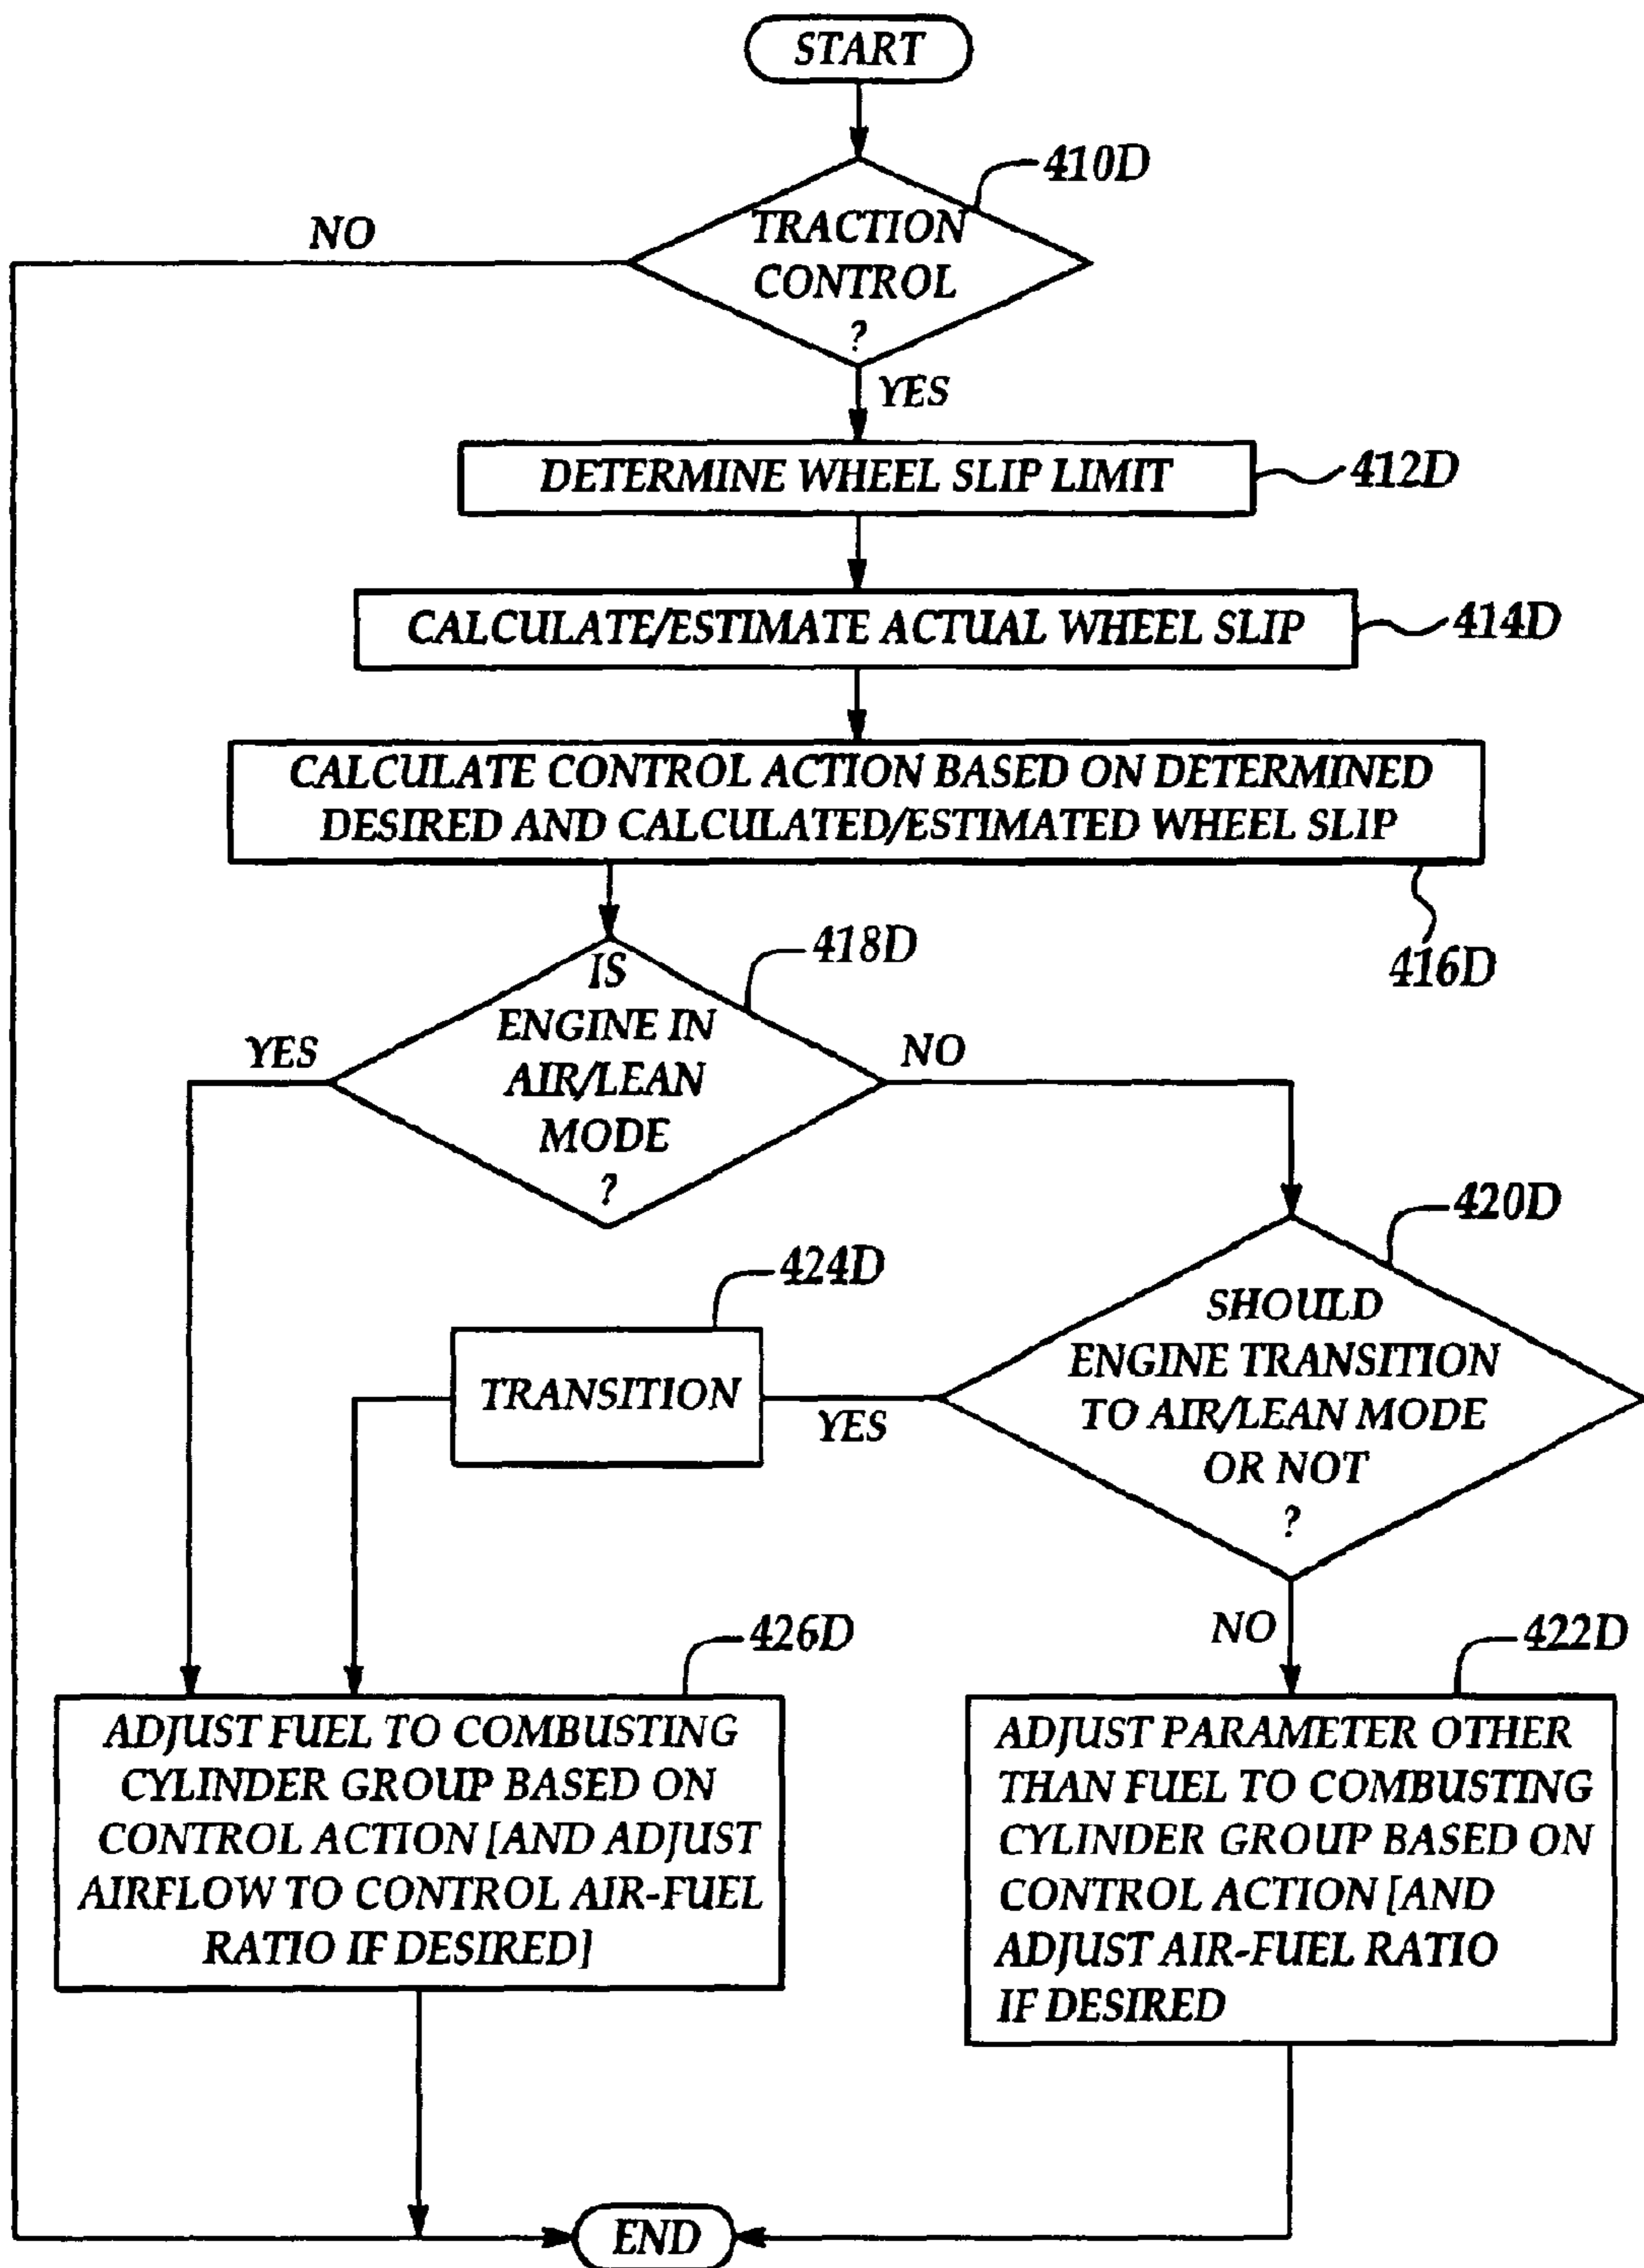 START
410D
NO
TRACTION
CONTROL
?
YES
DETERMINE WHEEL SLIP LIMIT
412D
CALCULATE/ESTIMATE ACTUAL WHEEL SLIP
414D
CALCULATE CONTROL ACTION BASED ON DETERMINED
DESIRED AND CALCULATED/ESTIMATED WHEEL SLIP
416D
418D
IS
ENGINE IN
AIR/LEAN
MODE
?
YES
NO
420D
424D
SHOULD
ENGINE TRANSITION
TO AIR/LEAN MODE
OR NOT
?
TRANSITION
YES
NO
426D
422D
ADJUST FUEL TO COMBUSTING
CYLINDER GROUP BASED ON
CONTROL ACTION [AND ADJUST
AIRFLOW TO CONTROL AIR-FUEL
RATIO IF DESIRED]
ADJUST PARAMETER OTHER
THAN FUEL TO COMBUSTING
CYLINDER GROUP BASED ON
CONTROL ACTION [AND
ADJUST AIR-FUEL RATIO
IF DESIRED
END